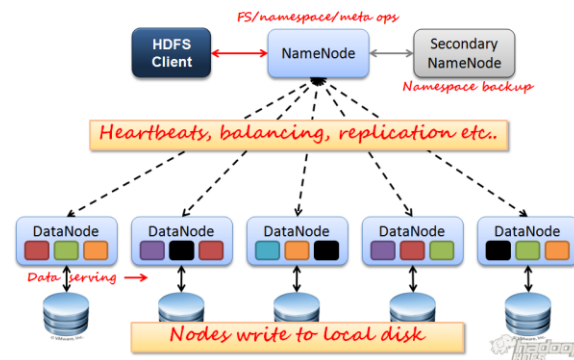 FS/namespace/meta ops
HDFS
Client
NameNode
Secondary
NameNode
Namespace backup
Heartbeats, balancing, replication etc..
DataNode
DataNode
DataNode
DataNode
DataNode
Data serving
Nodes write to local disk